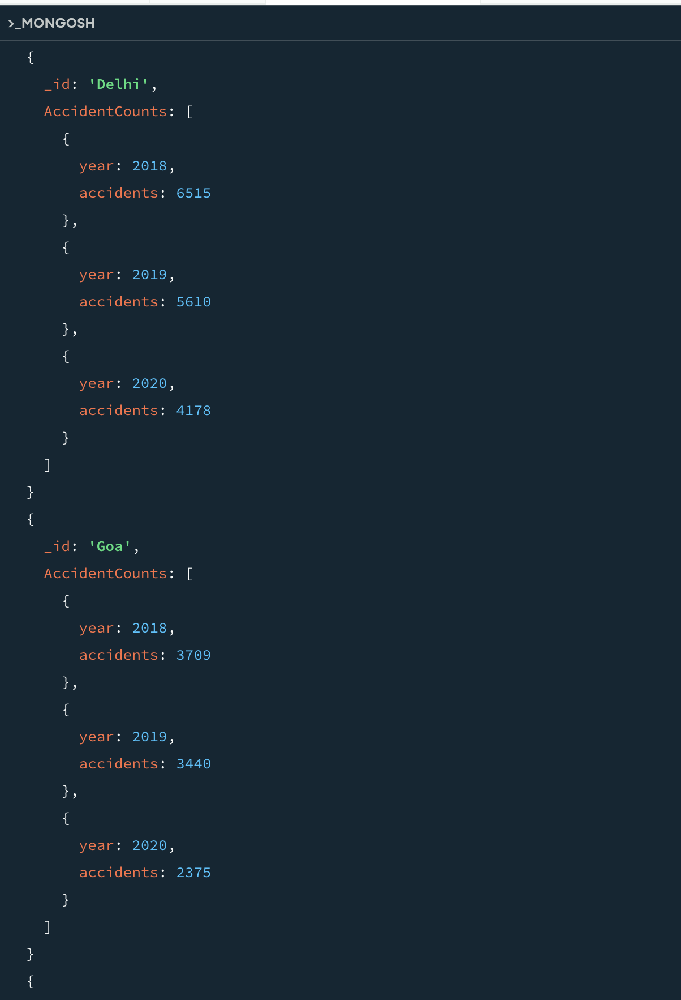 >_MONGOSH
{
_id: 'Delhi',
AccidentCounts: [
{
year: 2018,
accidents: 6515
},
{
year: 2019,
accidents: 5610
},
{
year: 2020,
accidents: 4178
}
]
}
{
_id: 'Goa',
AccidentCounts: [
{
year: 2018,
accidents: 3709
},
{
year: 2019,
accidents: 3440
},
{
year: 2020,
accidents: 2375
}
]
}
{